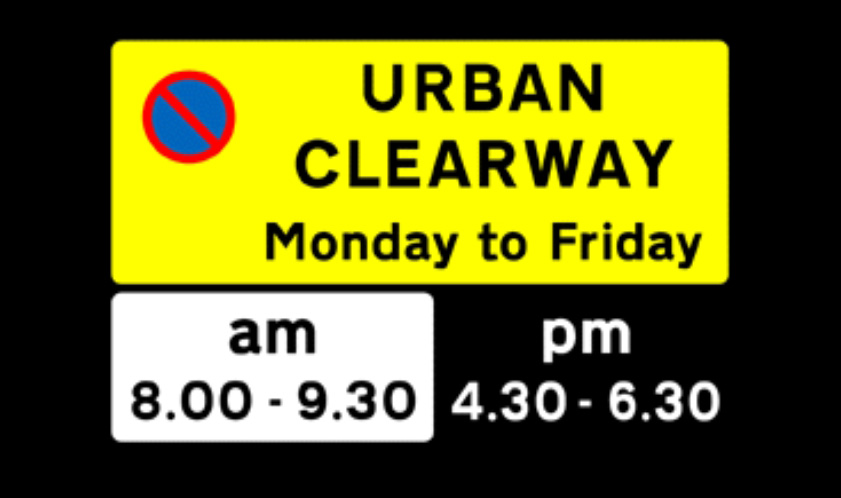 URBAN
CLEARWAY
Monday to Friday
am pm
8.00 - 9.30 4.30 - 6.30